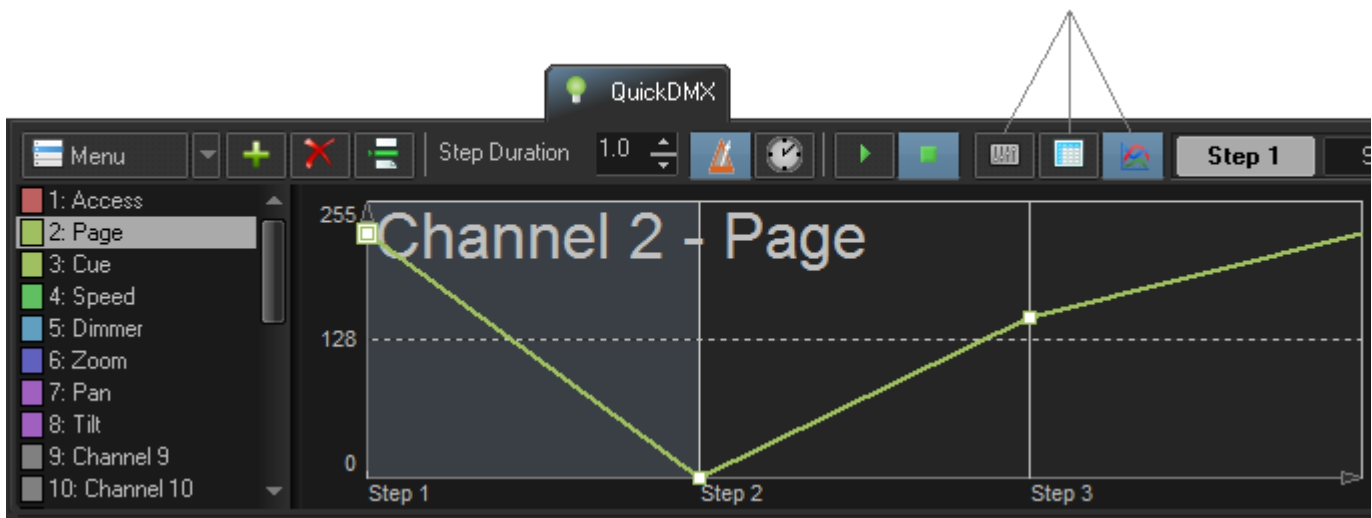 QuickDMX
Menu Step Duration 1.0 Step 1 S
1: Access
2: Page
3: Cue
4: Speed
5: Dimmer
6: Zoom
7: Pan
8: Tilt
9: Channel 9
10: Channel 10
255
Channel 2 - Page
128
0
Step 1 Step 2 Step 3